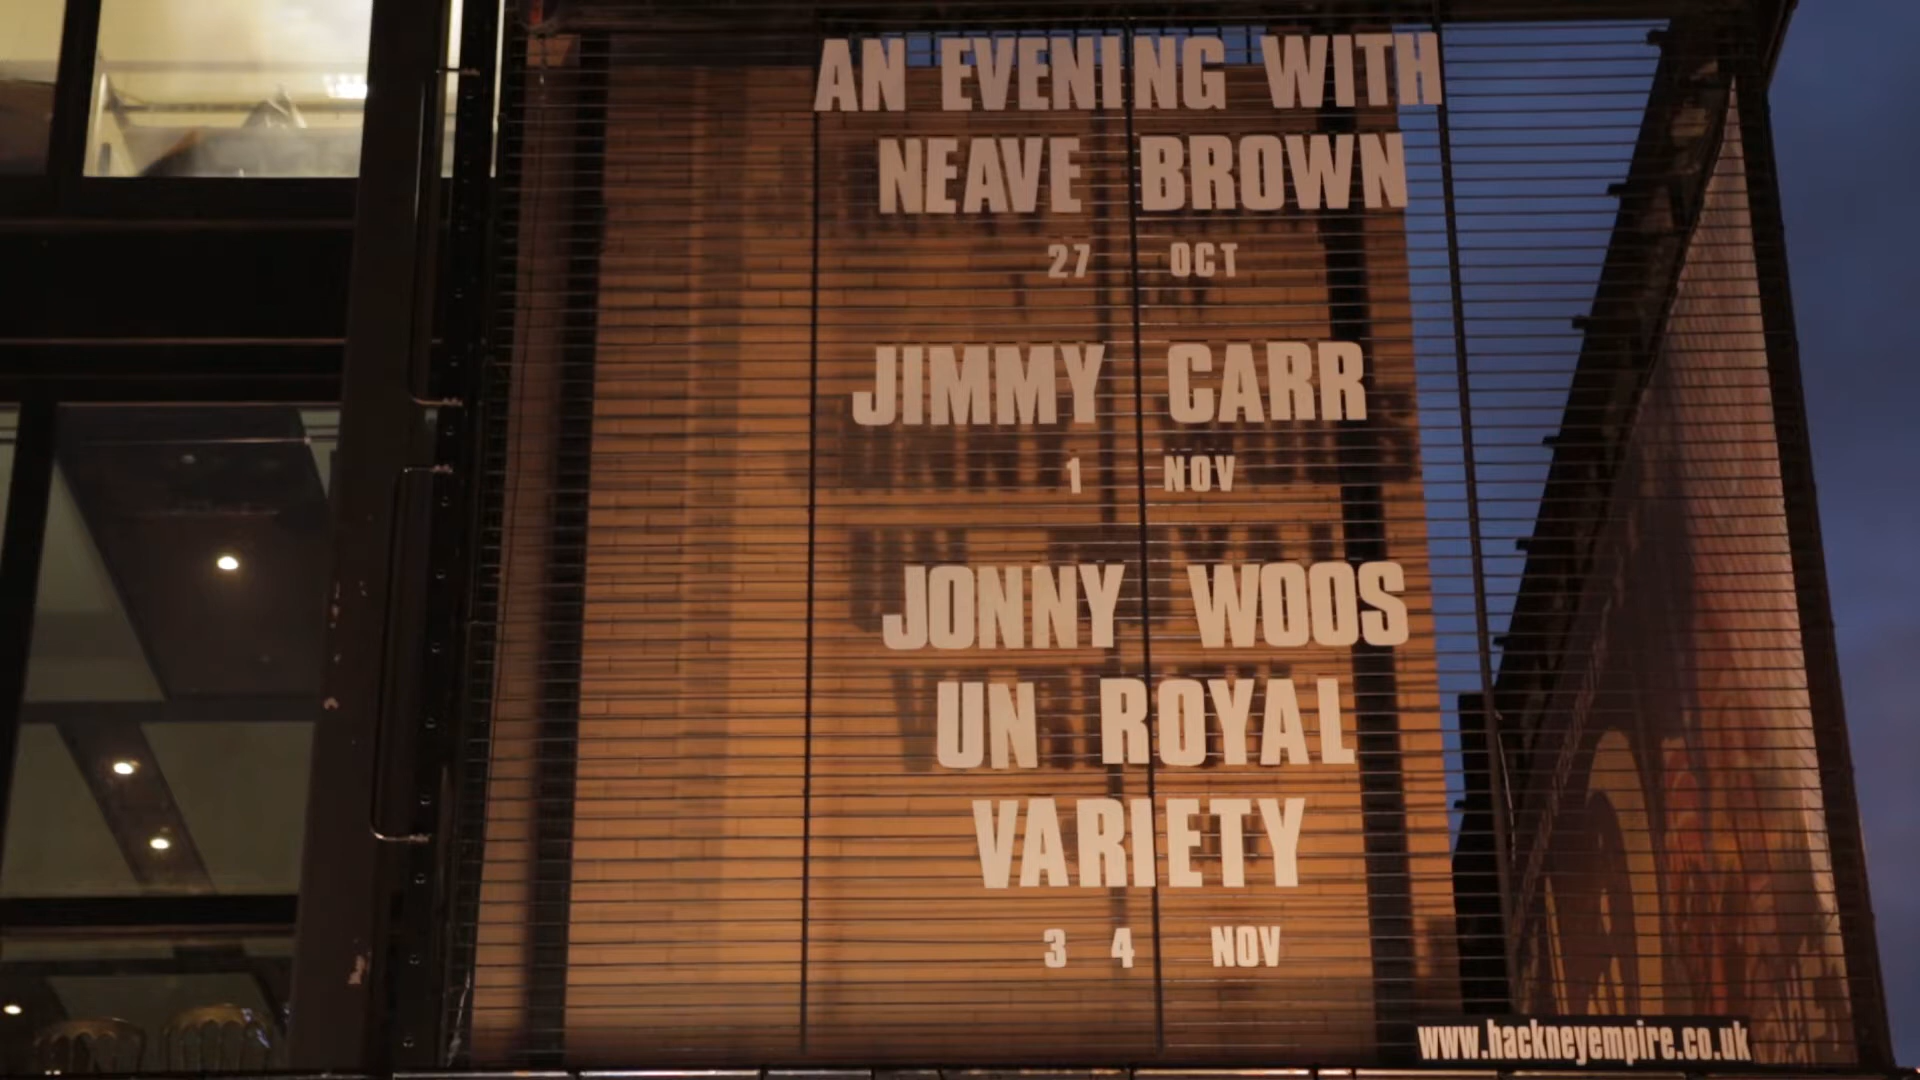 AN EVENING WITH
NEAVE BROWN
27 OCT
JIMMY CARR
1 NOV
JONNY WOOS
UN ROYAL
VARIETY
3 4 NOV
www.hackneyempire.co.uk